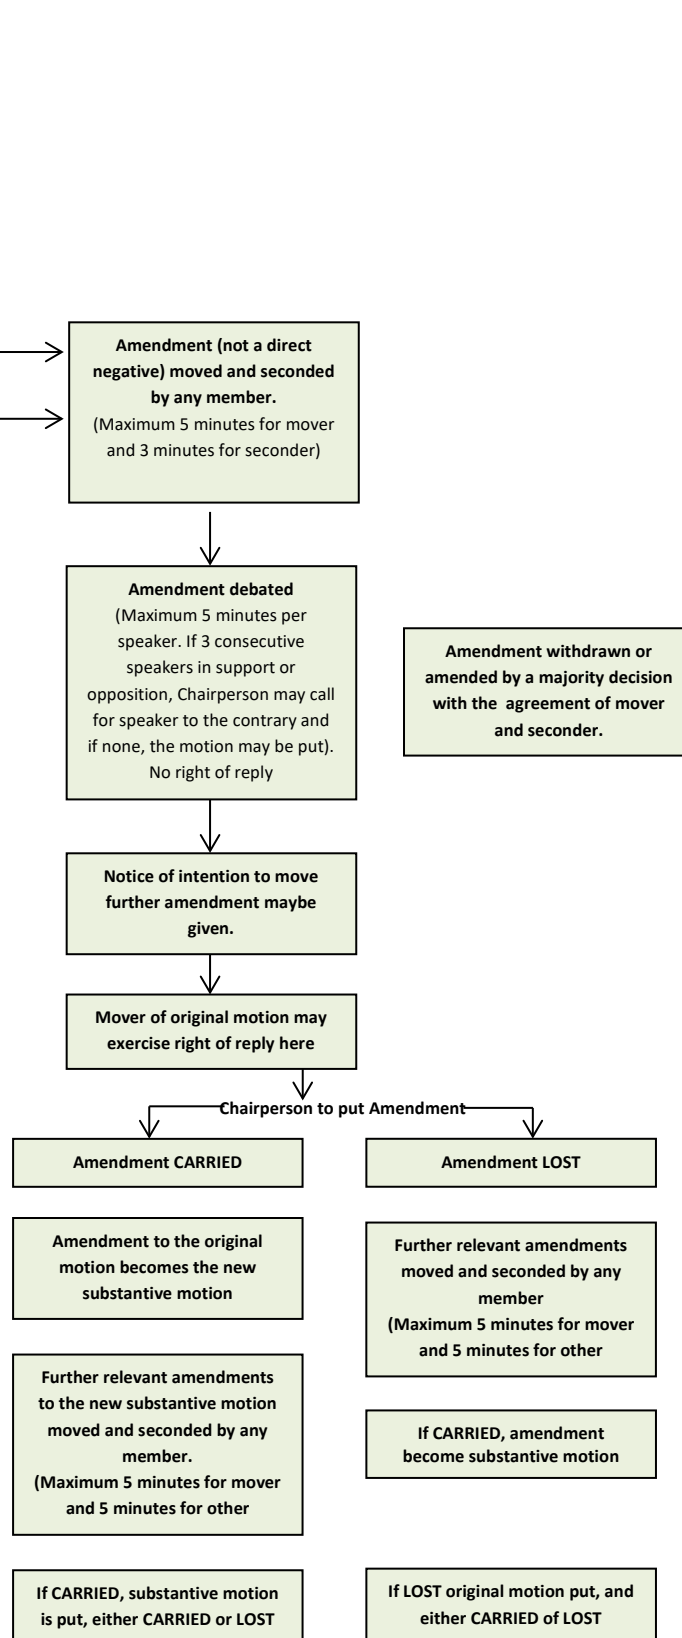 Amendment (not a direct
negative) moved and seconded
by any member.
(Maximum 5 minutes for mover
and 3 minutes for seconder)
Amendment debated
(Maximum 5 minutes per
speaker. If 3 consecutive
speakers in support or
opposition, Chairperson may call
for speaker to the contrary and
if none, the motion may be put).
No right of reply
Amendment withdrawn or
amended by a majority decision
with the agreement of mover
and seconder.
Notice of intention to move
further amendment maybe
given.
Mover of original motion may
exercise right of reply here
Chairperson to put Amendment
Amendment CARRIED
Amendment to the original
motion becomes the new
substantive motion
Further relevant amendments
to the new substantive motion
moved and seconded by any
member.
(Maximum 5 minutes for mover
and 5 minutes for other
If CARRIED, substantive motion
is put, either CARRIED or LOST
Amendment LOST
Further relevant amendments
moved and seconded by any
member
(Maximum 5 minutes for mover
and 5 minutes for other
If CARRIED, amendment
become substantive motion
If LOST original motion put, and
either CARRIED of LOST